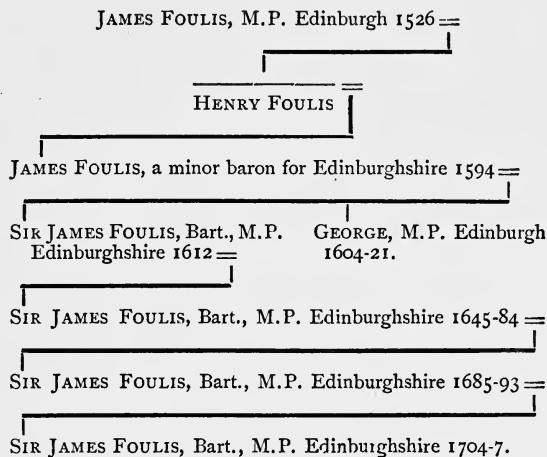 JAMES FOULIS, M.P. Edinburgh 1526
HENRY FOULIS
JAMES FOULIS, a minor baron for Edinburghshire 1594
SIR JAMES FOULIS, Bart., M.P. Edinburghshire 1612
GEORGE, M.P. Edinburgh 1604-21.
SIR JAMES FOULIS, Bart., M.P. Edinburghshire 1645-84
SIR JAMES FOULIS, Bart., M.P. Edinburghshire 1685-93
SIR JAMES FOULIS, Bart., M.P. Edinburghshire 1704-7.